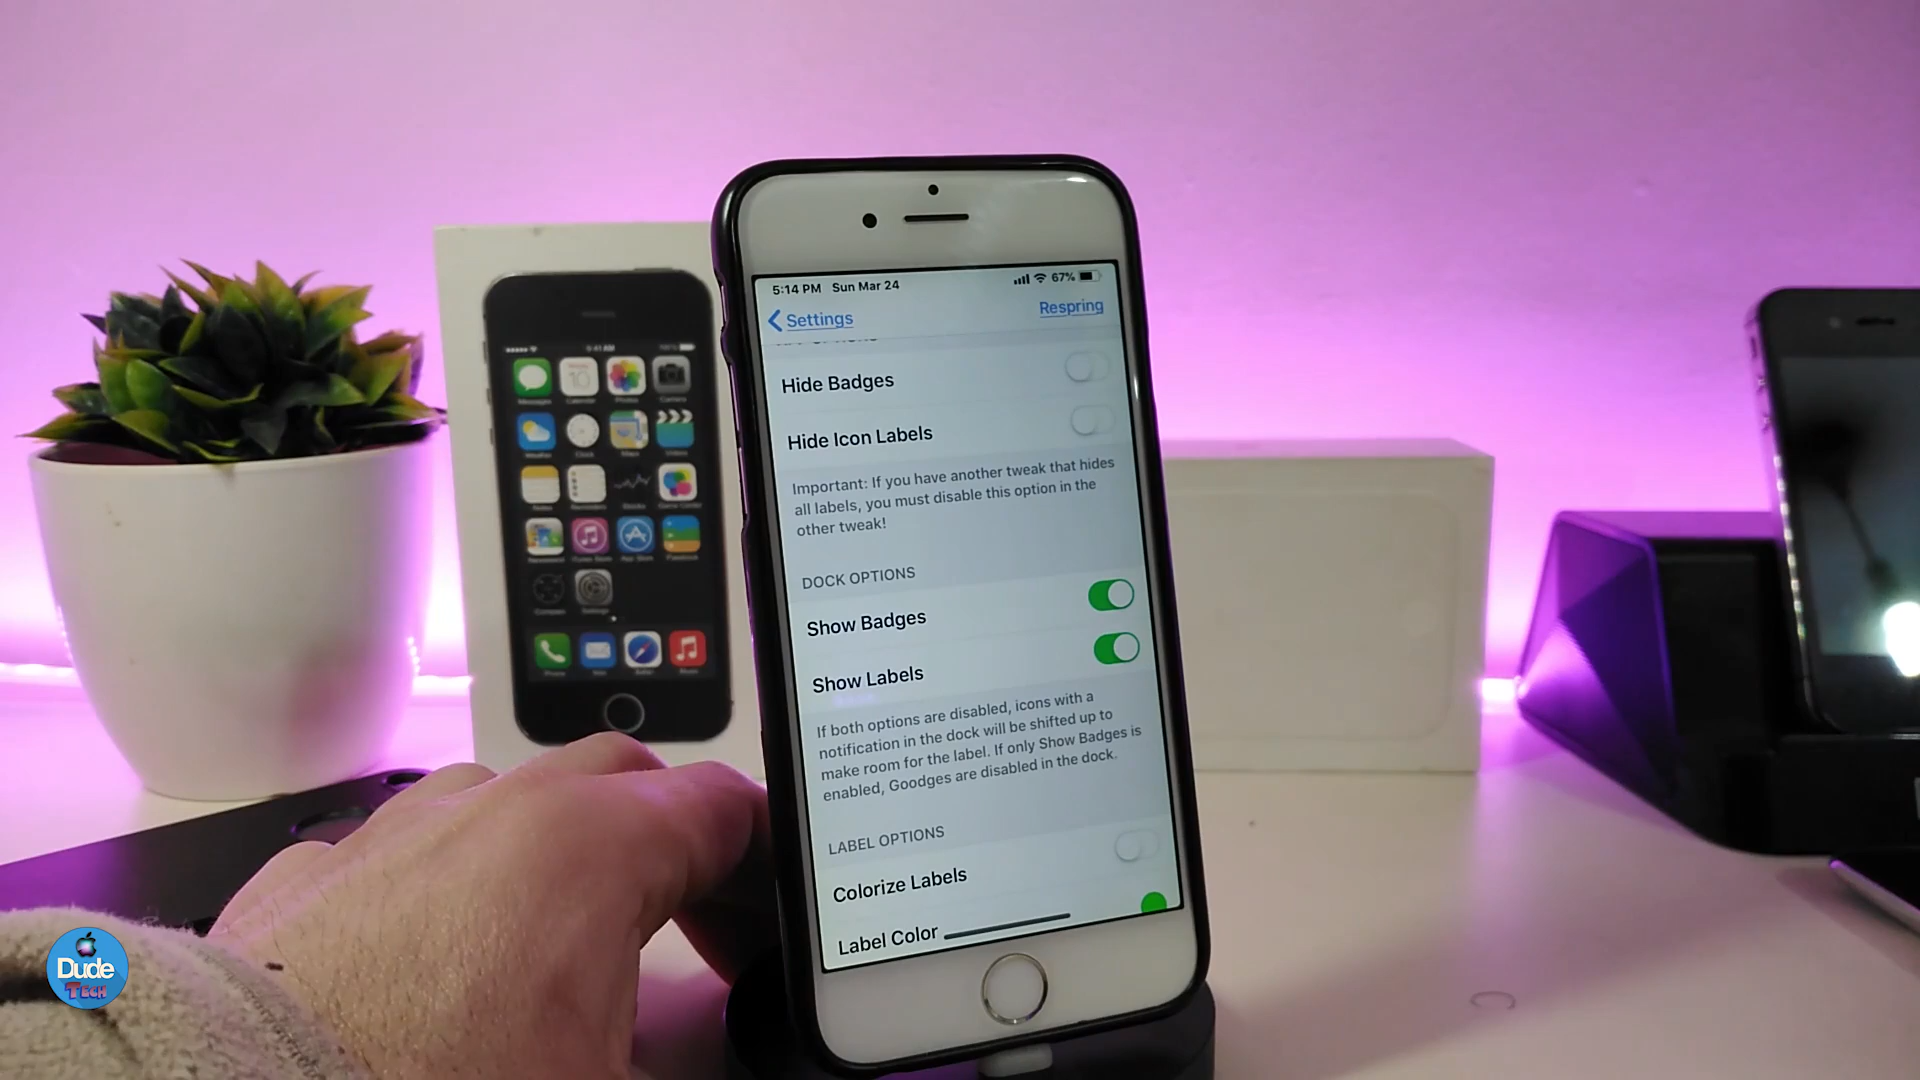 5:14 PM Sun Mar 24
67%
Settings
Respring
Hide Badges
Hide Icon Labels
Important: If you have another tweak that hides
all labels, you must disable this option in the
other tweak!
DOCK OPTIONS
Show Badges
Show Labels
If both options are disabled, icons with a
notification in the dock will be shifted up to
make room for the label. If only Show Badges is
enabled, Goodges are disabled in the dock.
LABEL OPTIONS
Colorize Labels
Label Color
Dude
TECH